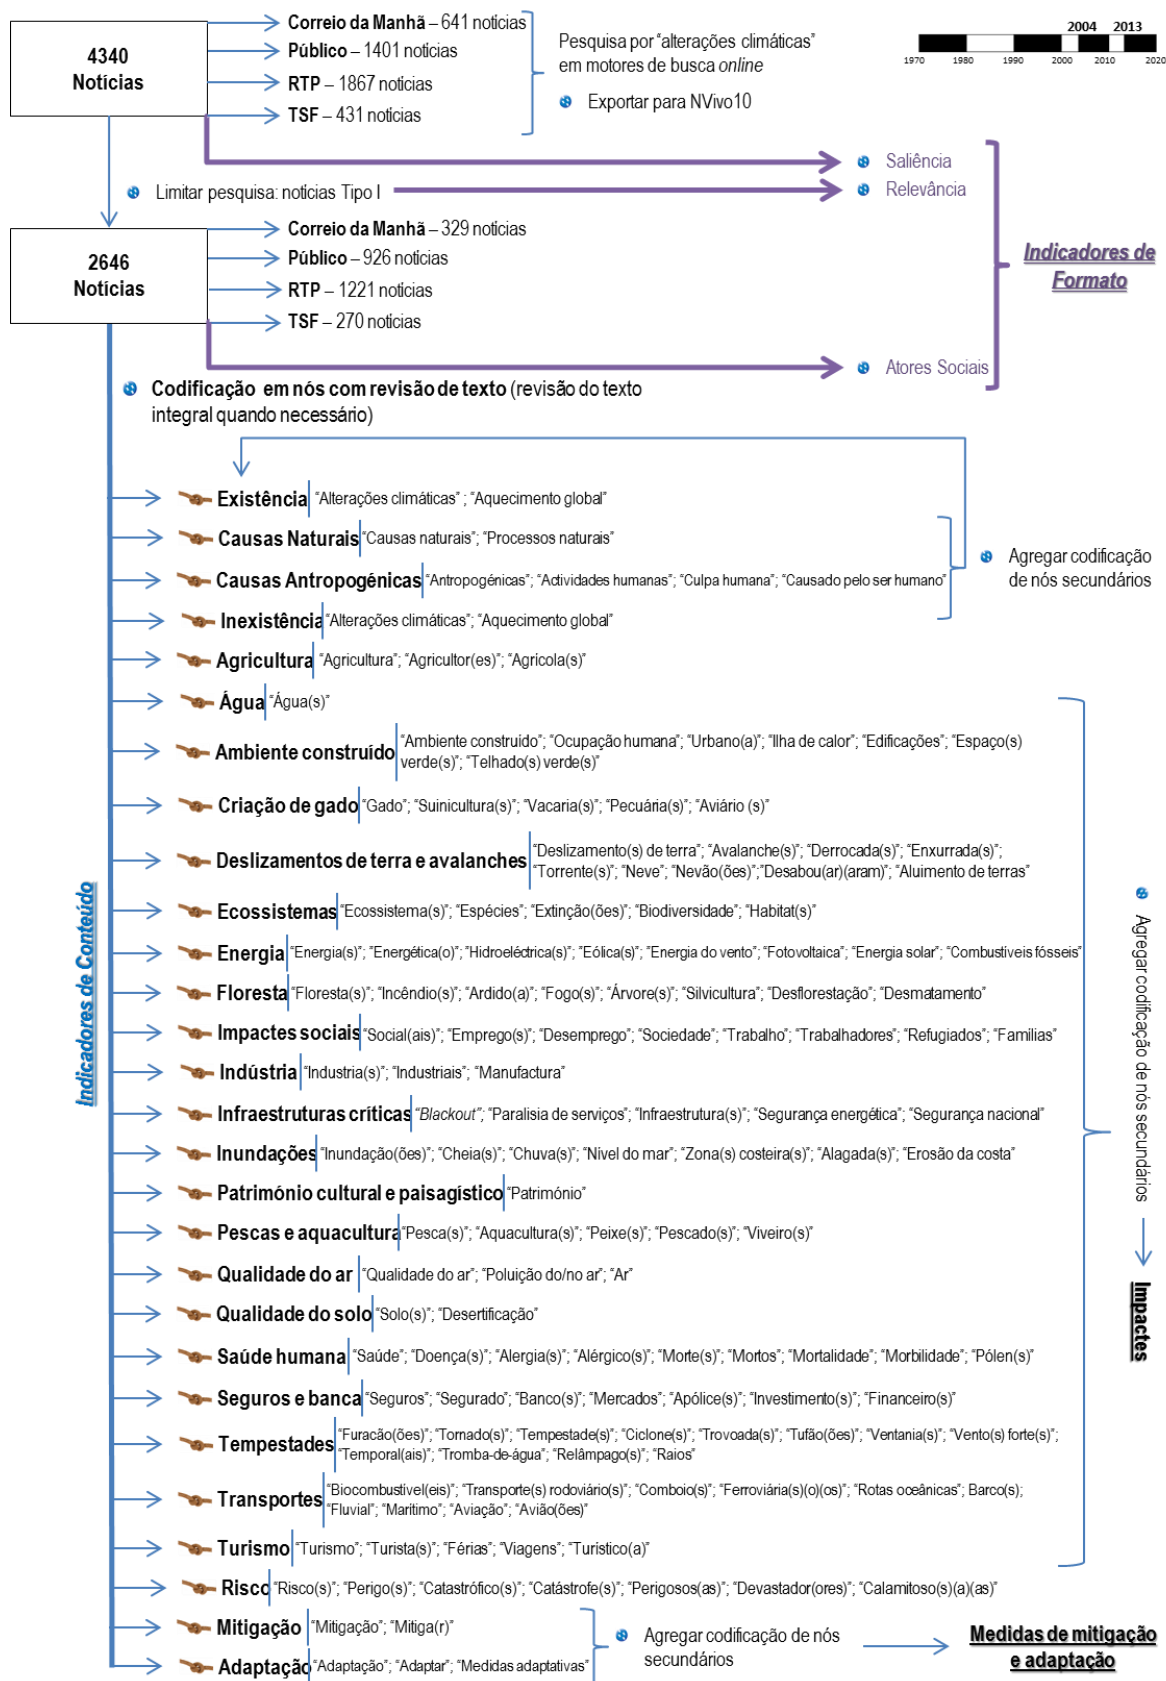 4340
Notícias
Correio da Manhã – 641 notícias
Público – 1401 notícias
RTP – 1867 notícias
TSF – 431 notícias
Pesquisa por “alterações climáticas”
em motores de busca online
Exportar para NVivo10
2004 2013
1970 1980 1990 2000 2010 2020
Saliência
Limitar pesquisa: notícias Tipo I
Relevância
2646
Notícias
Correio da Manhã – 329 notícias
Público – 926 notícias
RTP – 1221 notícias
TSF – 270 notícias
Indicadores de
Formato
Atores Sociais
Codificação em nós com revisão de texto (revisão do texto
integral quando necessário)
Indicadores de Conteúdo
Existência “Alterações climáticas” ; “Aquecimento global”
Causas Naturais “Causas naturais”; “Processos naturais”
Causas Antropogénicas “Antropogénicas”; “Actividades humanas”; “Culpa humana”; “Causado pelo ser humano”
Inexistência “Alterações climáticas”; “Aquecimento global”
Agregar codificação
de nós secundários
Agricultura “Agricultura”; “Agricultor(es)”; “Agrícola(s)”
Água “Água(s)”
Ambiente construído “Ambiente construído”; “Ocupação humana”; “Urbano(a)”; “Ilha de calor”; “Edificações”; “Espaço(s)
verde(s)”; “Telhado(s) verde(s)”
Criação de gado “Gado”; “Suinicultura(s)”; “Vacaria(s)”; “Pecuária(s)”; “Aviário (s)”
Deslizamentos de terra e avalanches “Deslizamento(s) de terra”; “Avalanche(s)”; “Derrocada(s)”; “Enxurrada(s)”;
“Torrente(s)”; “Neve”; “Nevão(ões)”;“Desabou(ar)(aram)”; “Aluimento de terras”
Ecossistemas “Ecossistema(s)”; “Espécies”; “Extinção(ões)”; “Biodiversidade”; “Habitat(s)”
Energia “Energia(s)”; “Energética(o)”; “Hidroeléctrica(s)”; “Eólica(s)”; “Energia do vento”; “Fotovoltaica”; “Energia solar”; “Combustíveis fósseis”
Floresta “Floresta(s)”; “Incêndio(s)”; “Ardido(a)”; “Fogo(s)”; “Árvore(s)”; “Silvicultura”; “Desflorestação”; “Desmatamento”
Impactes sociais “Social(ais)”; “Emprego(s)”; “Desemprego”; “Sociedade”; “Trabalho”; “Trabalhadores”; “Refugiados”; “Famílias”
Indústria “Industria(s)”; “Industriais”; “Manufactura”
Infraestruturas críticas “Blackout”; “Paralisia de serviços”; “Infraestrutura(s)”; “Segurança energética”; “Segurança nacional”
Inundações “Inundação(ões)”; “Cheia(s)”; “Chuva(s)”; “Nível do mar”; “Zona(s) costeira(s)”; “Alagada(s)”; “Erosão da costa”
Património cultural e paisagístico “Património”
Pescas e aquacultura “Pesca(s)”; “Aquacultura(s)”; “Peixe(s)”; “Pescado(s)”; “Viveiro(s)”
Qualidade do ar “Qualidade do ar”; “Poluição do/no ar”; “Ar”
Qualidade do solo “Solo(s)”; “Desertificação”
Saúde humana “Saúde”; “Doença(s)”; “Alergia(s)”; “Alérgico(s)”; “Morte(s)”; “Mortos”; “Mortalidade”; “Morbilidade”; “Pólen(s)”
Seguros e banca “Seguros”; “Segurado”; “Banco(s)”; “Mercados”; “Apólice(s)”; “Investimento(s)”; “Financeiro(s)”
Tempestades “Furacão(ões)”; “Tornado(s)”; “Tempestade(s)”; “Ciclone(s)”; “Trovoada(s)”; “Tufão(ões)”; “Ventania(s)”; “Vento(s) forte(s)”;
“Temporal(ais)”; “Tromba-de-água”; “Relâmpago(s)”; “Raios”
Transportes “Biocombustível(eis)”; “Transporte(s) rodoviário(s)”; “Comboio(s)”; “Ferroviária(s)(o)(os)”; “Rotas oceânicas”; Barco(s);
“Fluvial”; “Marítimo”; “Aviação”; “Avião(ões)”
Turismo “Turismo”; “Turista(s)”; “Férias”; “Viagens”; “Turístico(a)”
Agregar codificação de nós secundários
Impactes
Risco “Risco(s)”; “Perigo(s)”; “Catastrófico(s)”; “Catástrofe(s)”; “Perigosos(as)”; “Devastador(ores)”; “Calamitoso(s)(a)(as)”
Mitigação “Mitigação”; “Mitiga(r)”
Adaptação “Adaptação”; “Adaptar”; “Medidas adaptativas”
Agregar codificação de nós
secundários
Medidas de mitigação
e adaptação